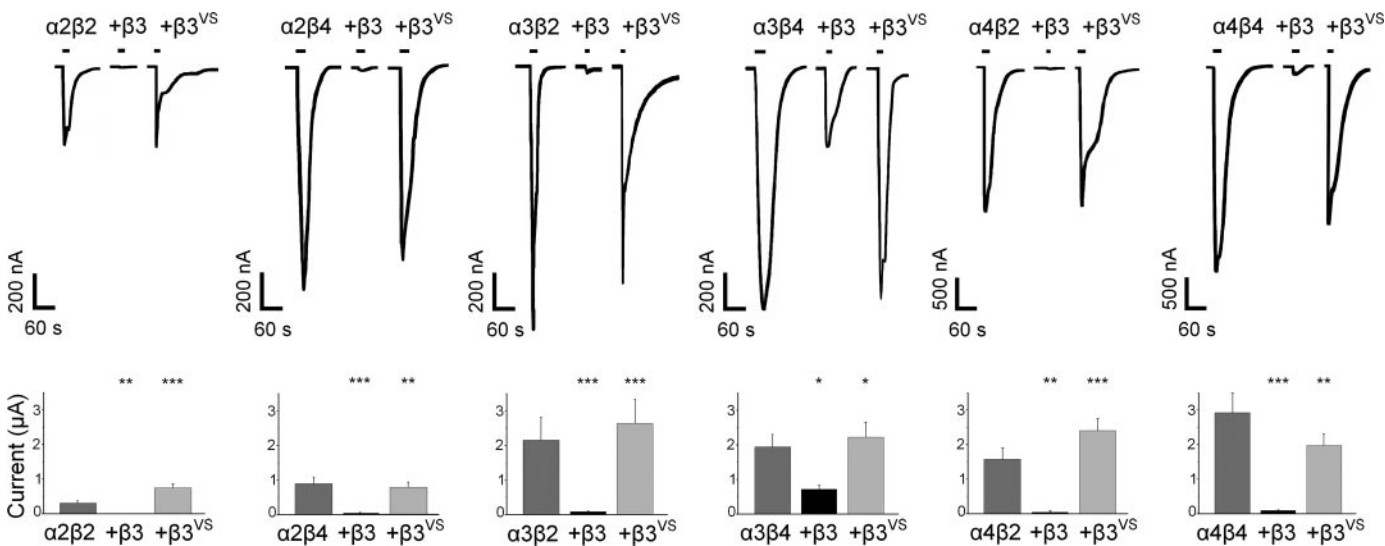 α2β2 +β3 +β3VS α2β4 +β3 +β3VS α3β2 +β3 +β3VS α3β4 +β3 +β3VS α4β2 +β3 +β3VS α4β4 +β3 +β3VS
200 nA 200 nA 200 nA 200 nA 500 nA 500 nA
60 s 60 s 60 s 60 s 60 s 60 s
** *** *** ** *** *** * * ** *** *** **
Current (μA)
3 3 3 3 3 3
2 2 2 2 2 2
1 1 1 1 1 1
0 0 0 0 0 0
α2β2 +β3 +β3VS α2β4 +β3 +β3VS α3β2 +β3 +β3VS α3β4 +β3 +β3VS α4β2 +β3 +β3VS α4β4 +β3 +β3VS